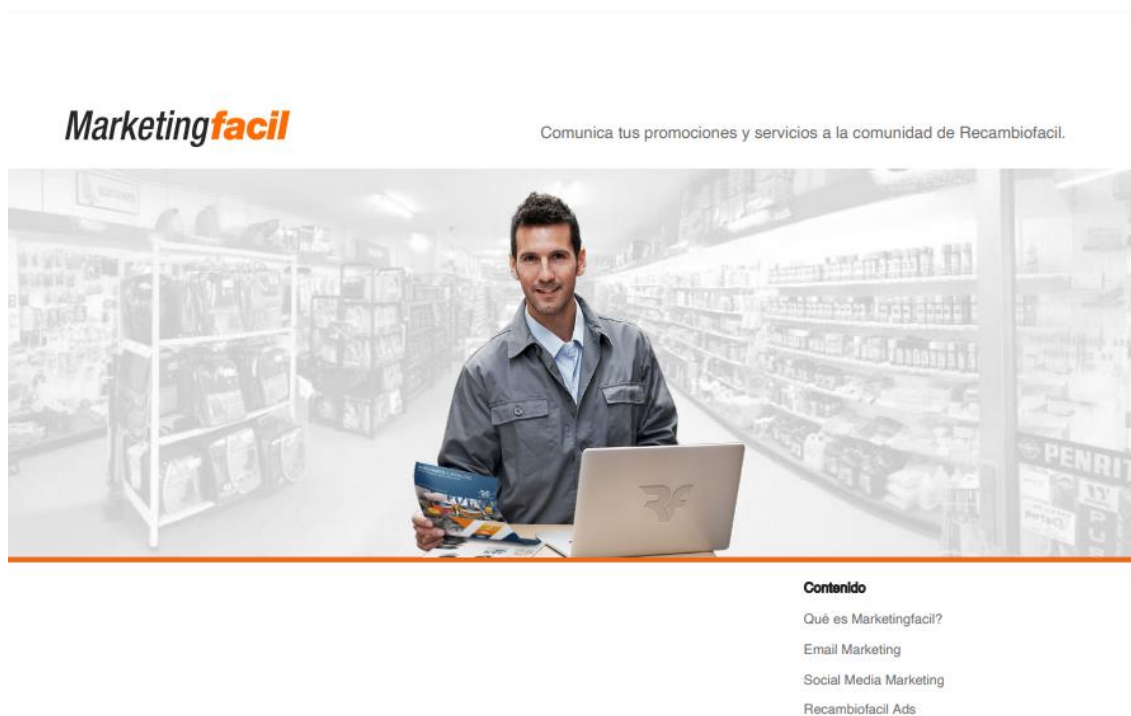 Marketingfacil
Comunica tus promociones y servicios a la comunidad de Recambiofacil.
PENRIT
RF
Contenido
Qué es Marketingfacil?
Email Marketing
Social Media Marketing
Recambiofacil Ads